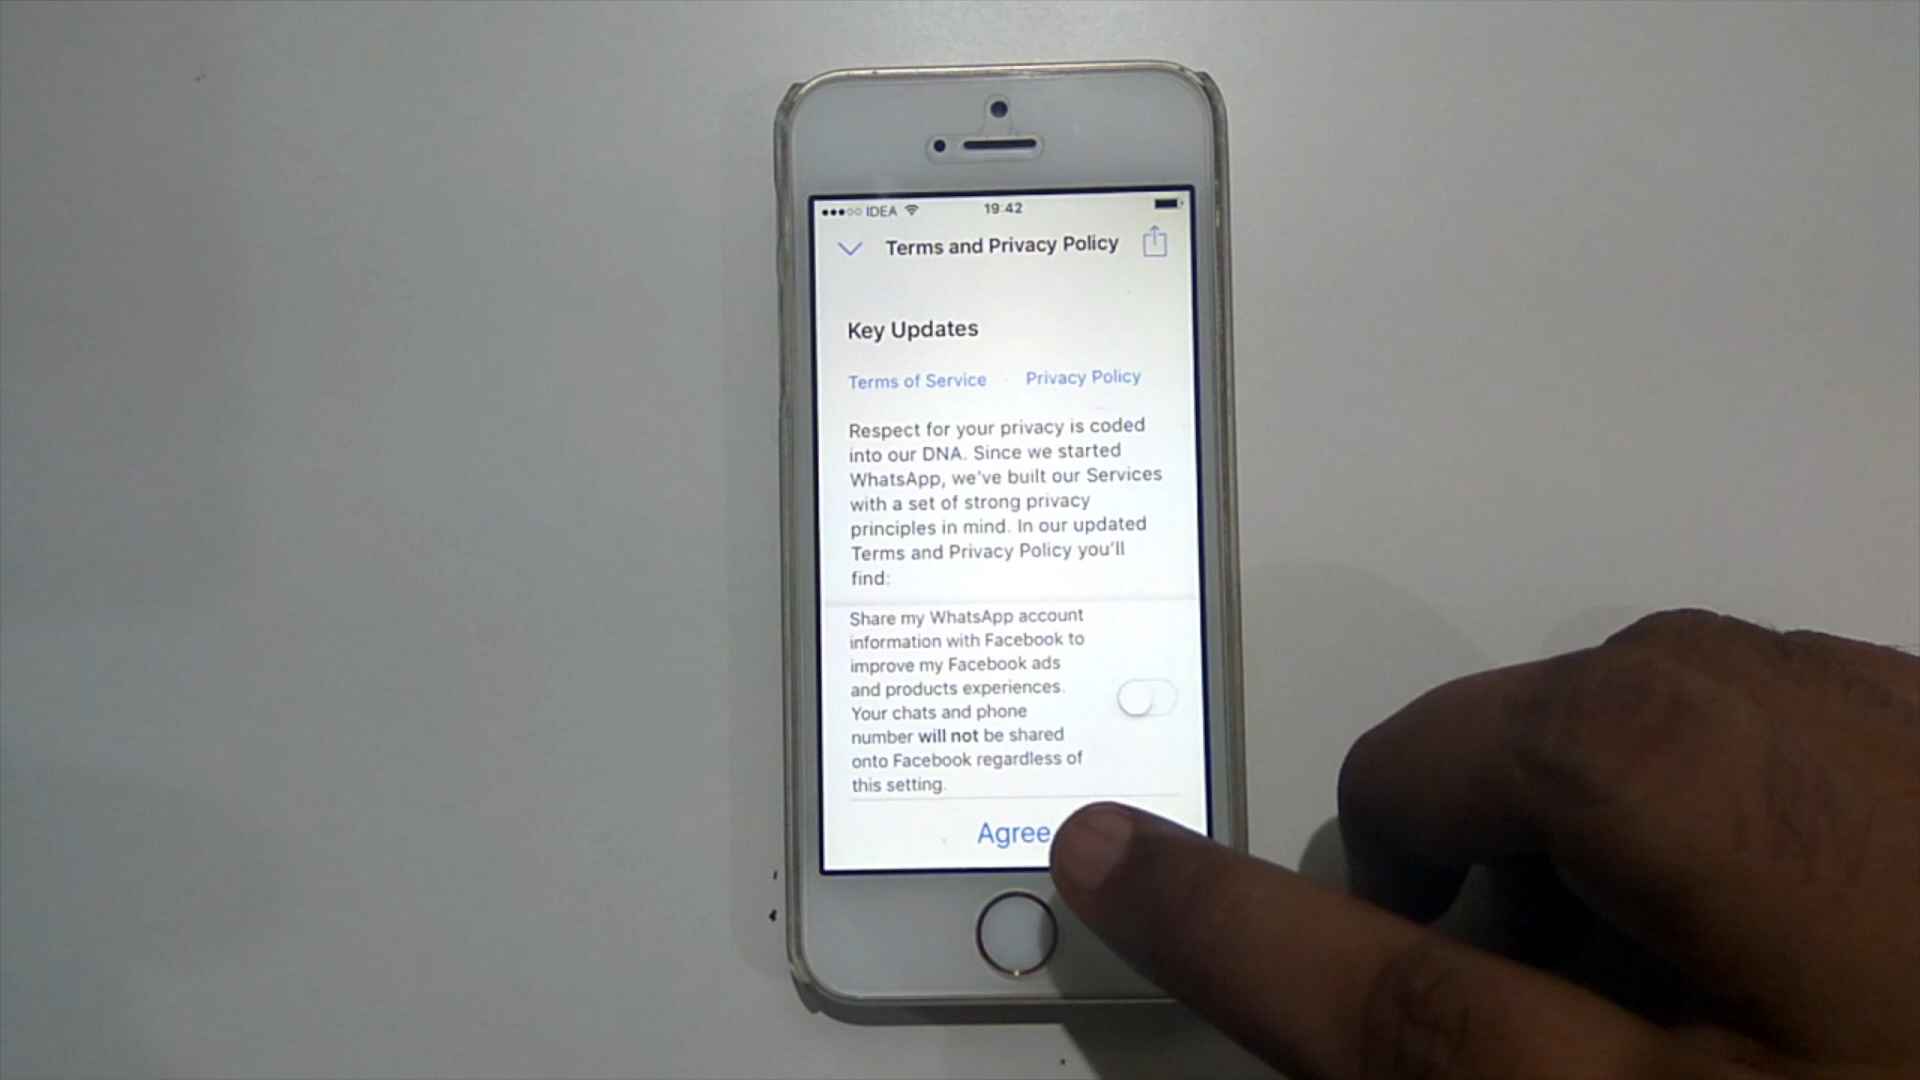 IDEA 19:42
Terms and Privacy Policy
Key Updates
Terms of Service Privacy Policy
Respect for your privacy is coded
into our DNA. Since we started
WhatsApp, we've built our Services
with a set of strong privacy
principles in mind. In our updated
Terms and Privacy Policy you'll
find:
Share my WhatsApp account
information with Facebook to
improve my Facebook ads
and products experiences.
Your chats and phone
number will not be shared
onto Facebook regardless of
this setting.
Agree